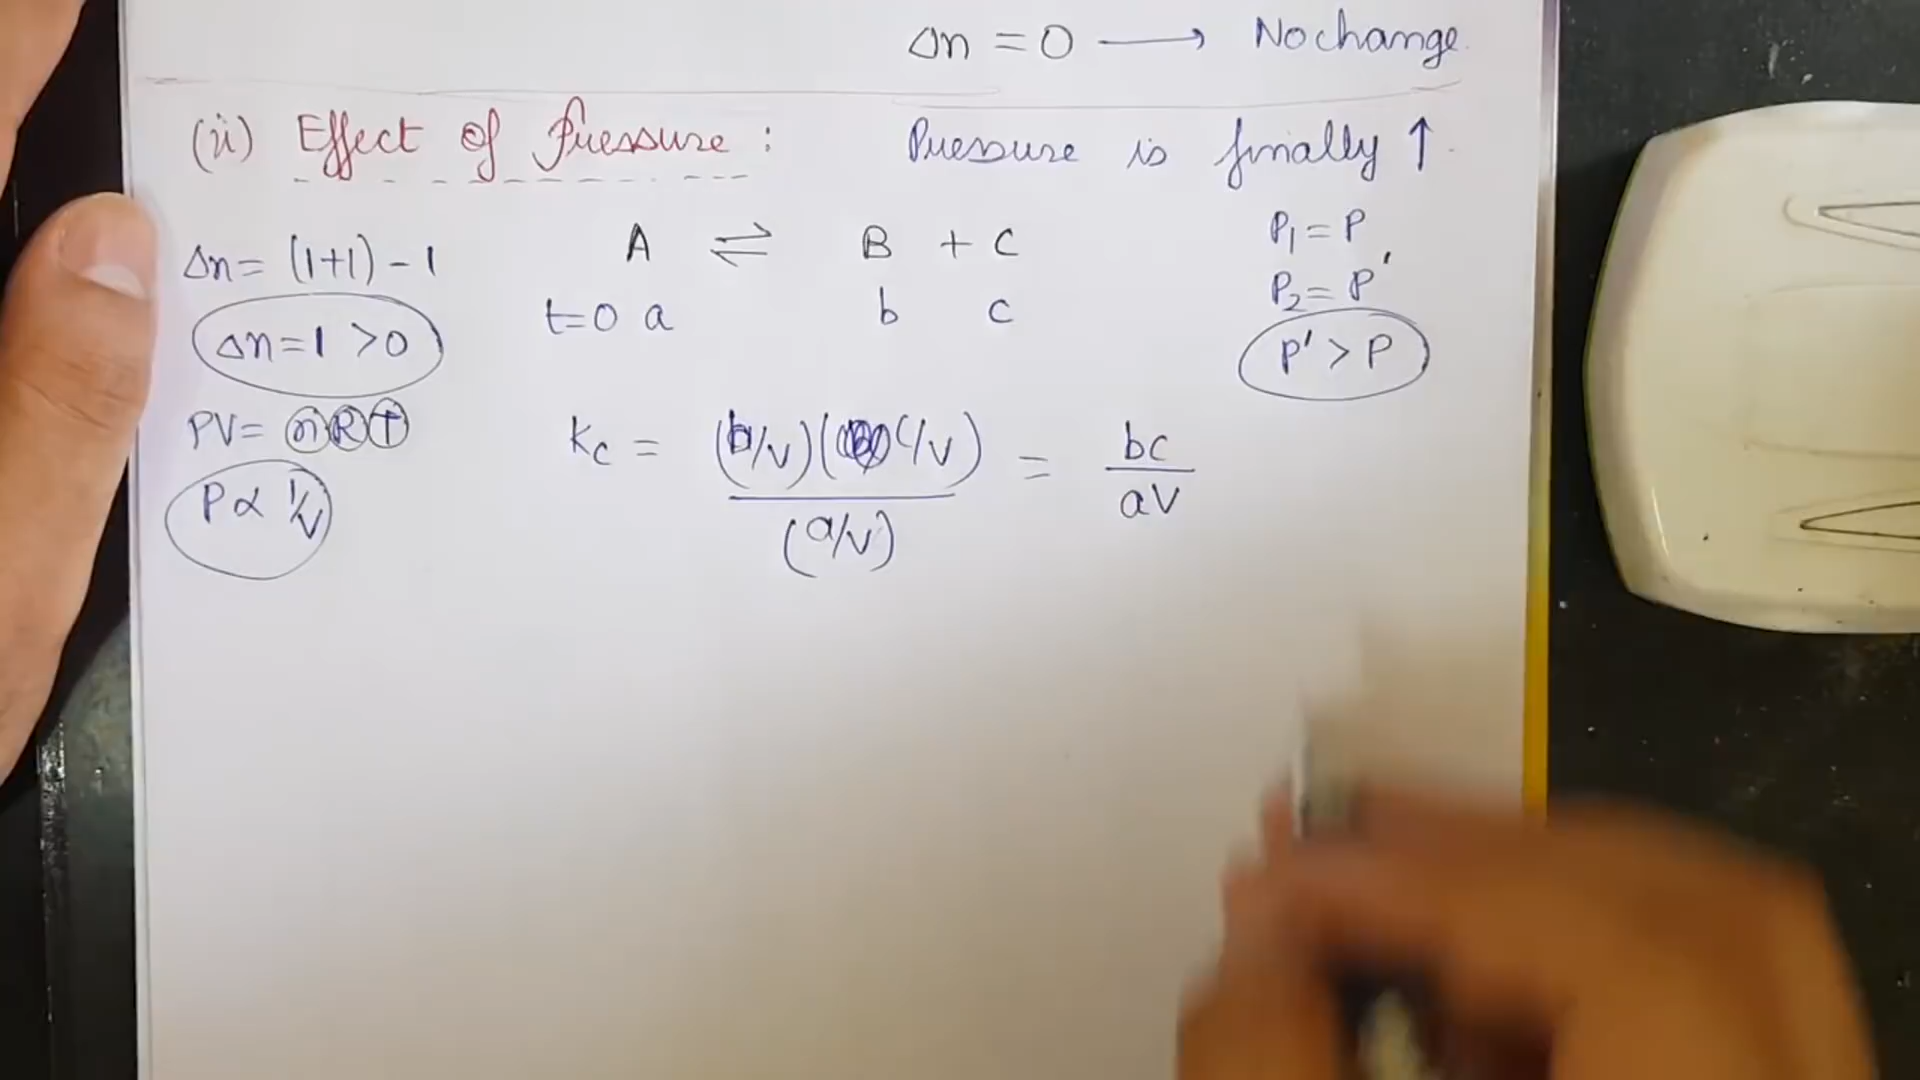 Δn = 0 → No change.
(ii) Effect of Pressure : Pressure is finally ↑.
Δn = (1+1) - 1
A ⇌ B + C
P₁ = P
P₂ = P'
t=0 a b c
Δn = 1 > 0
P' > P
PV = nRT
Kc = (b/V)(c/V) / (a/V) = bc / aV
P ∝ 1/V